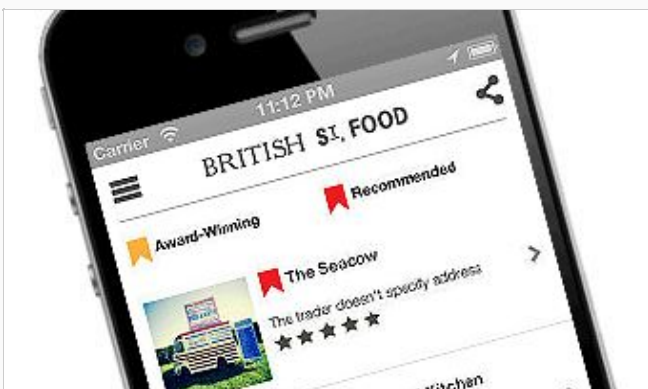 Carrier 11:12 PM
BRITISH ST. FOOD
Award-Winning Recommended
The Seacow
The trader doesn't specify address
Kitchen